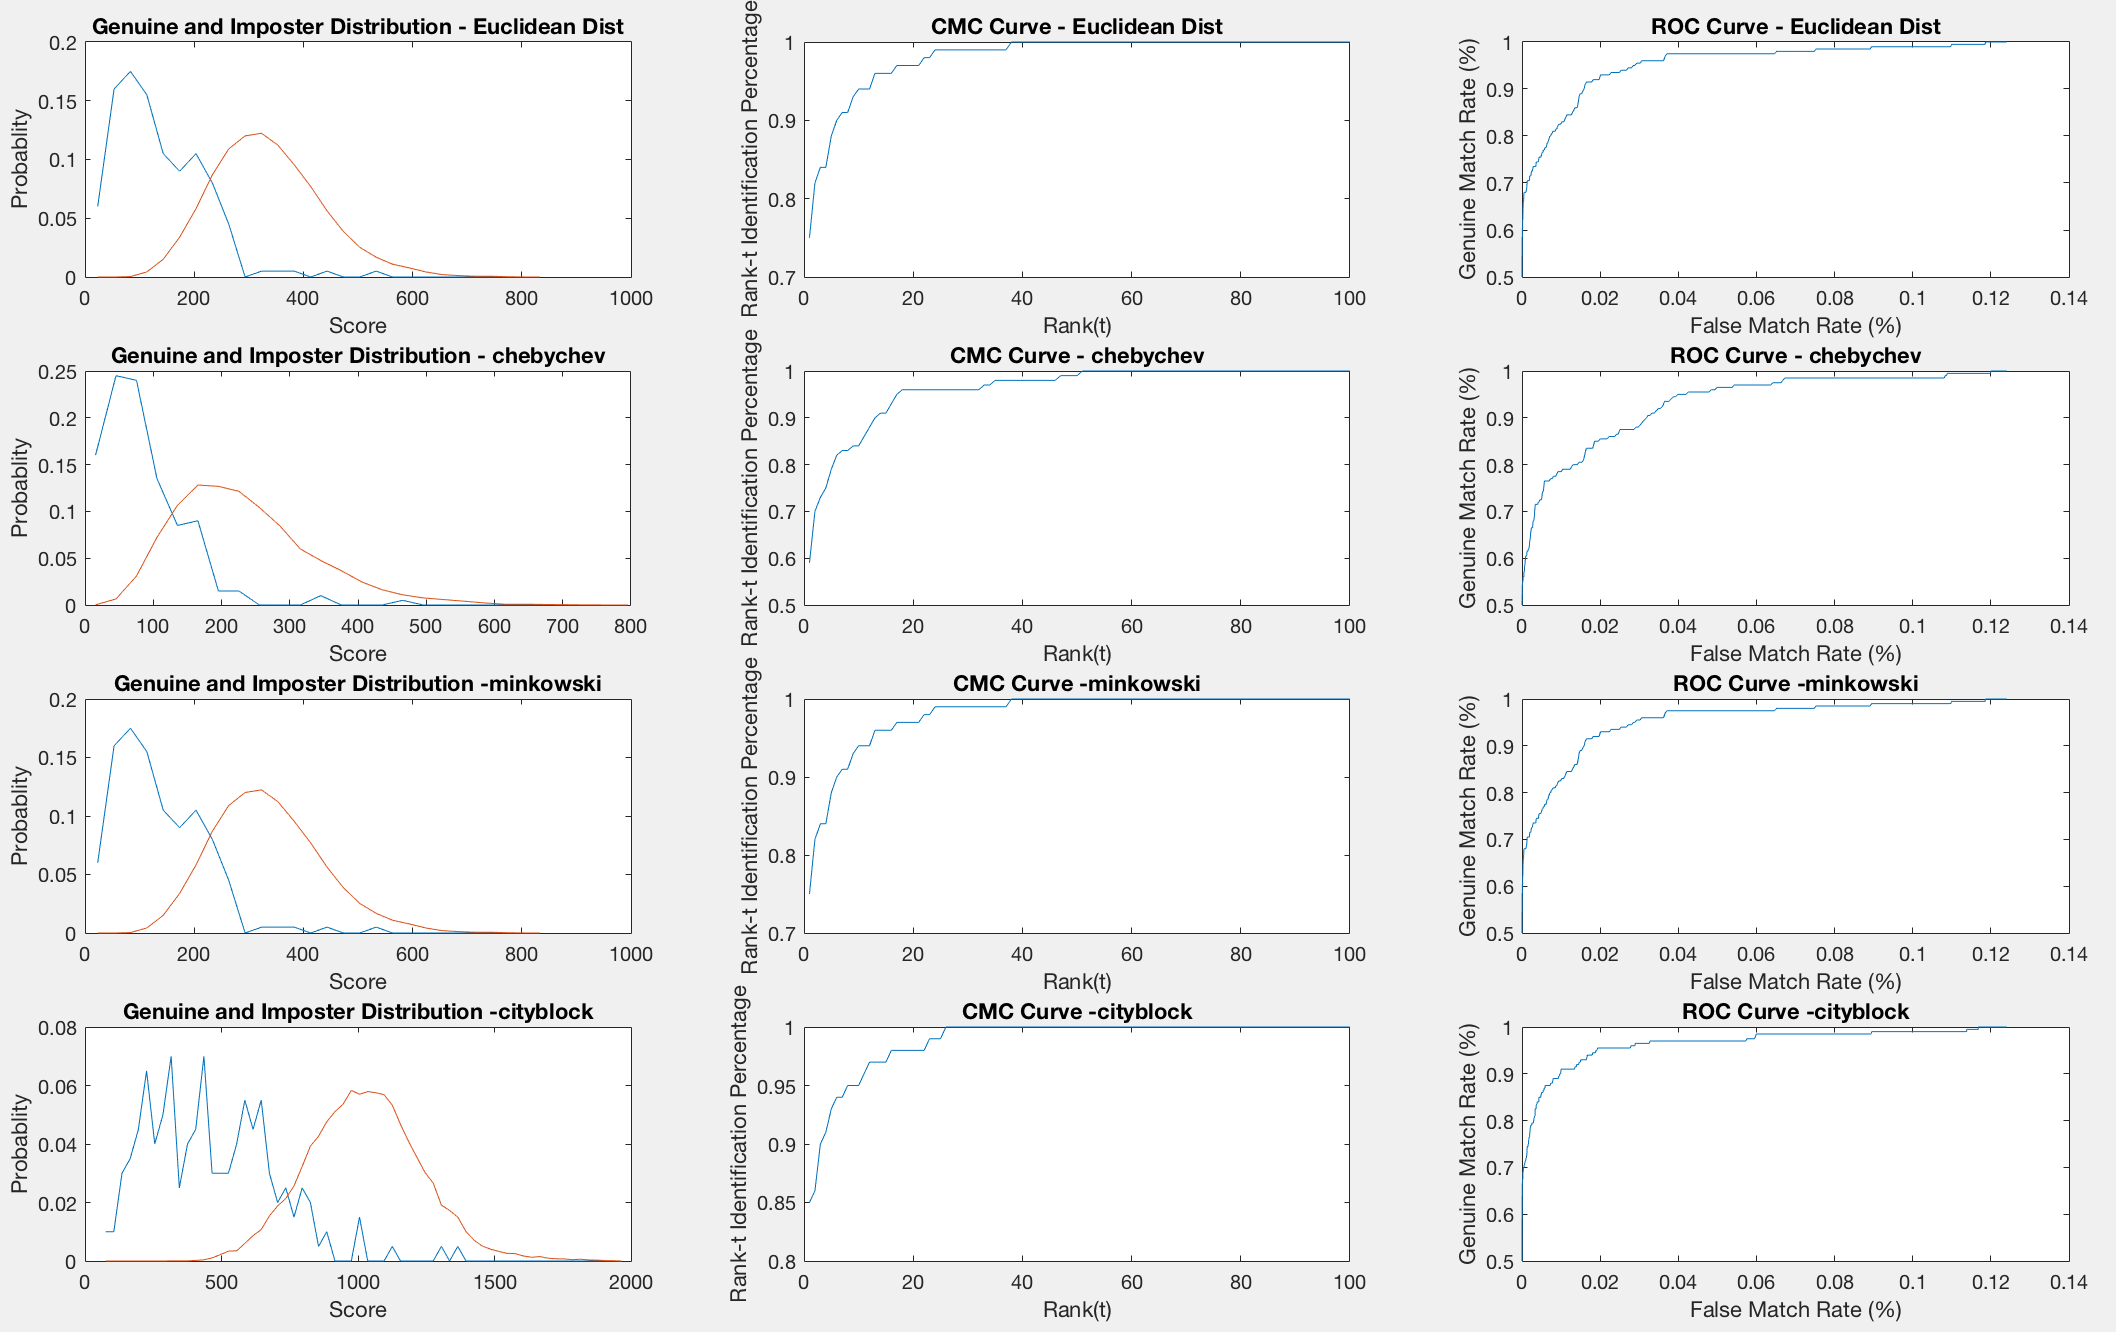 Genuine and Imposter Distribution - Euclidean Dist
0.2
0.15
0.1
0.05
0
Probablity
0 200 400 600 800 1000
Score
CMC Curve - Euclidean Dist
1
0.9
0.8
0.7
Rank-t Identification Percentage
0 20 40 60 80 100
Rank(t)
ROC Curve - Euclidean Dist
1
0.9
0.8
0.7
0.6
0.5
Genuine Match Rate (%)
0 0.02 0.04 0.06 0.08 0.1 0.12 0.14
False Match Rate (%)
Genuine and Imposter Distribution - chebychev
0.25
0.2
0.15
0.1
0.05
0
Probablity
0 100 200 300 400 500 600 700 800
Score
CMC Curve - chebychev
1
0.9
0.8
0.7
0.6
0.5
Rank-t Identification Percentage
0 20 40 60 80 100
Rank(t)
ROC Curve - chebychev
1
0.9
0.8
0.7
0.6
0.5
Genuine Match Rate (%)
0 0.02 0.04 0.06 0.08 0.1 0.12 0.14
False Match Rate (%)
Genuine and Imposter Distribution -minkowski
0.2
0.15
0.1
0.05
0
Probablity
0 200 400 600 800 1000
Score
CMC Curve -minkowski
1
0.9
0.8
0.7
Rank-t Identification Percentage
0 20 40 60 80 100
Rank(t)
ROC Curve -minkowski
1
0.9
0.8
0.7
0.6
0.5
Genuine Match Rate (%)
0 0.02 0.04 0.06 0.08 0.1 0.12 0.14
False Match Rate (%)
Genuine and Imposter Distribution -cityblock
0.08
0.06
0.04
0.02
0
Probablity
0 500 1000 1500 2000
Score
CMC Curve -cityblock
1
0.95
0.9
0.85
0.8
Rank-t Identification Percentage
0 20 40 60 80 100
Rank(t)
ROC Curve -cityblock
1
0.9
0.8
0.7
0.6
0.5
Genuine Match Rate (%)
0 0.02 0.04 0.06 0.08 0.1 0.12 0.14
False Match Rate (%)